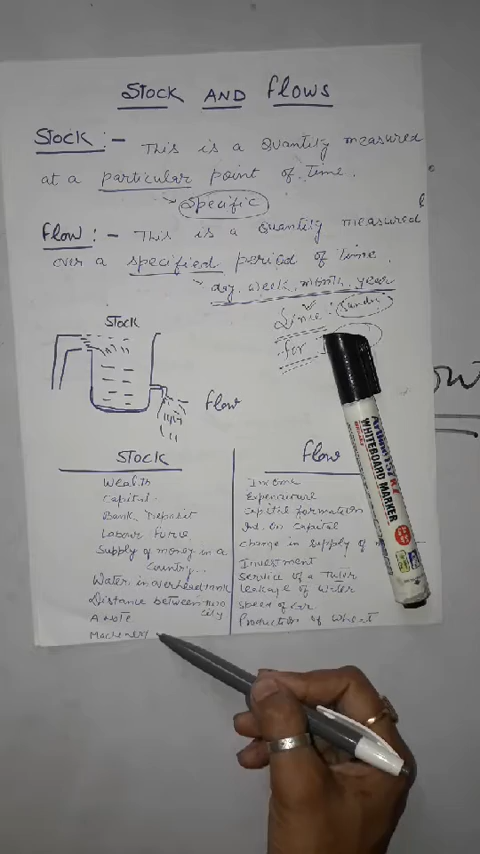 STOCK AND Flows
STOCK :- This is a Quantity measured
at a particular point of time.
Specific
Flow :- This is a Quantity measured
over a specified period of time.
day, week, month, year
Since :
for
STOCK
Flow
STOCK
Flow
Wealth
Income
Capital.
Expenditure
Bank Deposit
Capital formation
Labour force
Int. on Capital
Supply of money in a
Country.
change in supply of
Investment
Water in overhead tank
Service of a Tutor
Distance between two
city
Leakage of Water
A Note
Speed of Car
Machinery
Production of Wheat
Artline 157 R
WHITEBOARD MARKER